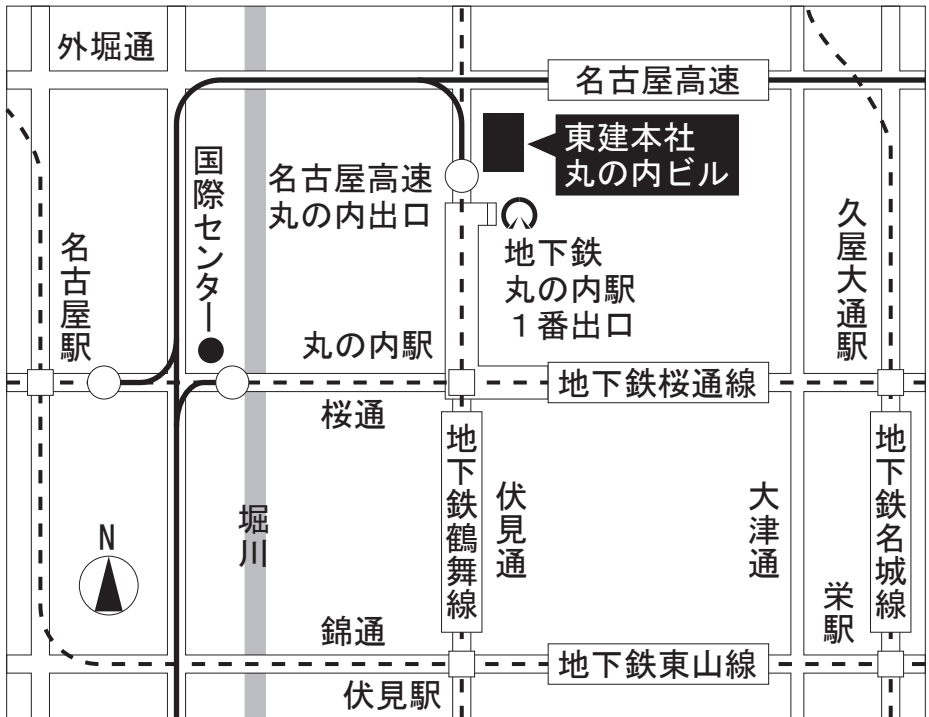 外堀通
名古屋高速
東建本社
丸の内ビル
国際センター
名古屋高速
丸の内出口
地下鉄
丸の内駅
１番出口
久屋大通駅
名古屋駅
丸の内駅
地下鉄桜通線
桜通
地下鉄鶴舞線
伏見通
大津通
地下鉄名城線
堀川
N
栄駅
錦通
地下鉄東山線
伏見駅